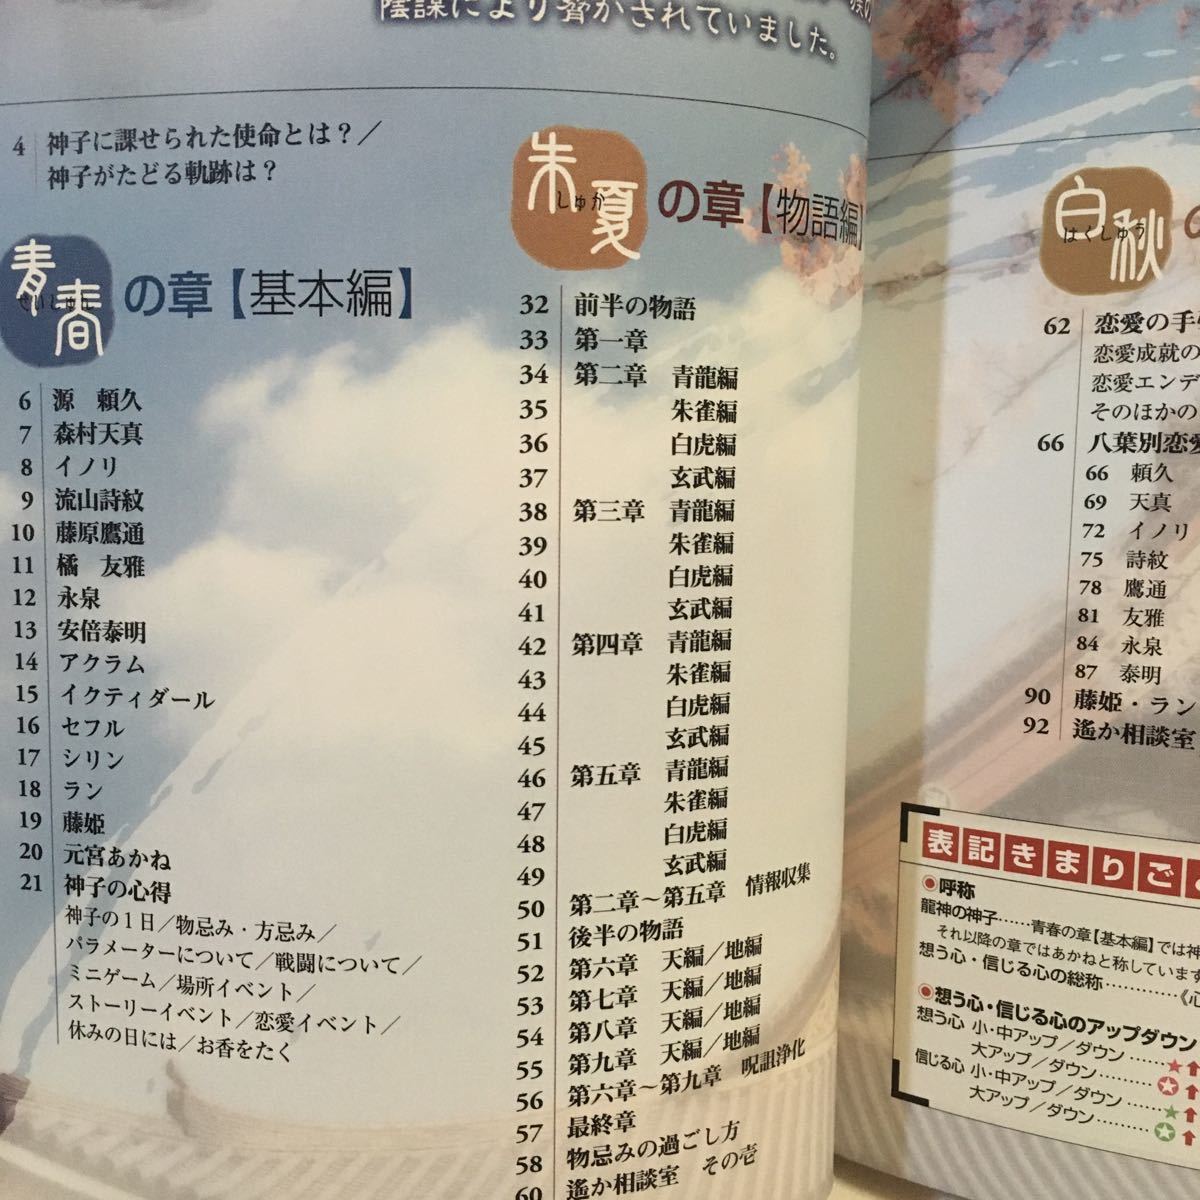 陰謀により脅かされていました。
4 神子に課せられた使命とは？／
神子がたどる軌跡は？
青春の章【基本編】
せいしゅん
6 源 頼久
7 森村天真
8 イノリ
9 流山詩紋
10 藤原鷹通
11 橘 友雅
12 永泉
13 安倍泰明
14 アクラム
15 イクティダール
16 セフル
17 シリン
18 ラン
19 藤姫
20 元宮あかね
21 神子の心得
神子の１日／物忌み・方忌み／
パラメーターについて／戦闘について／
ミニゲーム／場所イベント／
ストーリーイベント／恋愛イベント／
休みの日には／お香をたく
朱夏の章【物語編】
しゅか
32 前半の物語
33 第一章
34 第二章 青龍編
35 朱雀編
36 白虎編
37 玄武編
38 第三章 青龍編
39 朱雀編
40 白虎編
41 玄武編
42 第四章 青龍編
43 朱雀編
44 白虎編
45 玄武編
46 第五章 青龍編
47 朱雀編
48 白虎編
49 玄武編
50 第二章～第五章 情報収集
51 後半の物語
52 第六章 天編／地編
53 第七章 天編／地編
54 第八章 天編／地編
55 第九章 天編／地編
56 第六章～第九章 呪詛浄化
57 最終章
58 物忌みの過ごし方
60 遙か相談室 その壱
白秋の
はくしゅう
62 恋愛の手
恋愛成就の
恋愛エンデ
そのほかの
66 八葉別恋愛
66 頼久
69 天真
72 イノリ
75 詩紋
78 鷹通
81 友雅
84 永泉
87 泰明
90 藤姫・ラン
92 遙か相談室
表記きまりご
●呼称
龍神の神子……青春の章【基本編】では神
それ以降の章ではあかねと称しています
想う心・信じる心の総称…………《心
●想う心・信じる心のアップダウン
想う心 小・中アップ／ダウン……★⬆
大アップ／ダウン…………✪⬆
信じる心 小・中アップ／ダウン……★⬆
大アップ／ダウン…………✪⬆